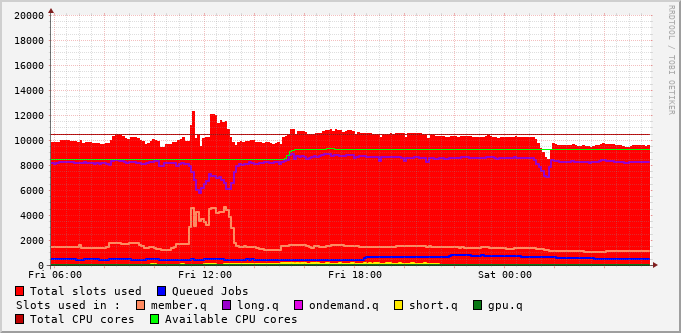 20000
18000
16000
14000
12000
10000
8000
6000
4000
2000
0
Fri 06:00 Fri 12:00 Fri 18:00 Sat 00:00
Total slots used Queued Jobs
Slots used in : member.q long.q ondemand.q short.q gpu.q
Total CPU cores Available CPU cores
RRDTOOL / TOBI OETIKER